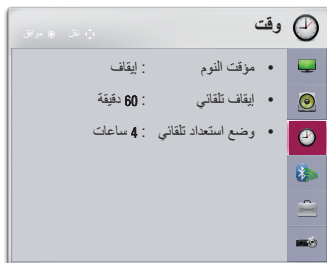 وقت
نقل ◉ موافق
• مؤقت النوم : إيقاف
• إيقاف تلقائي : 60 دقيقة
• وضع استعداد تلقائي : 4 ساعات